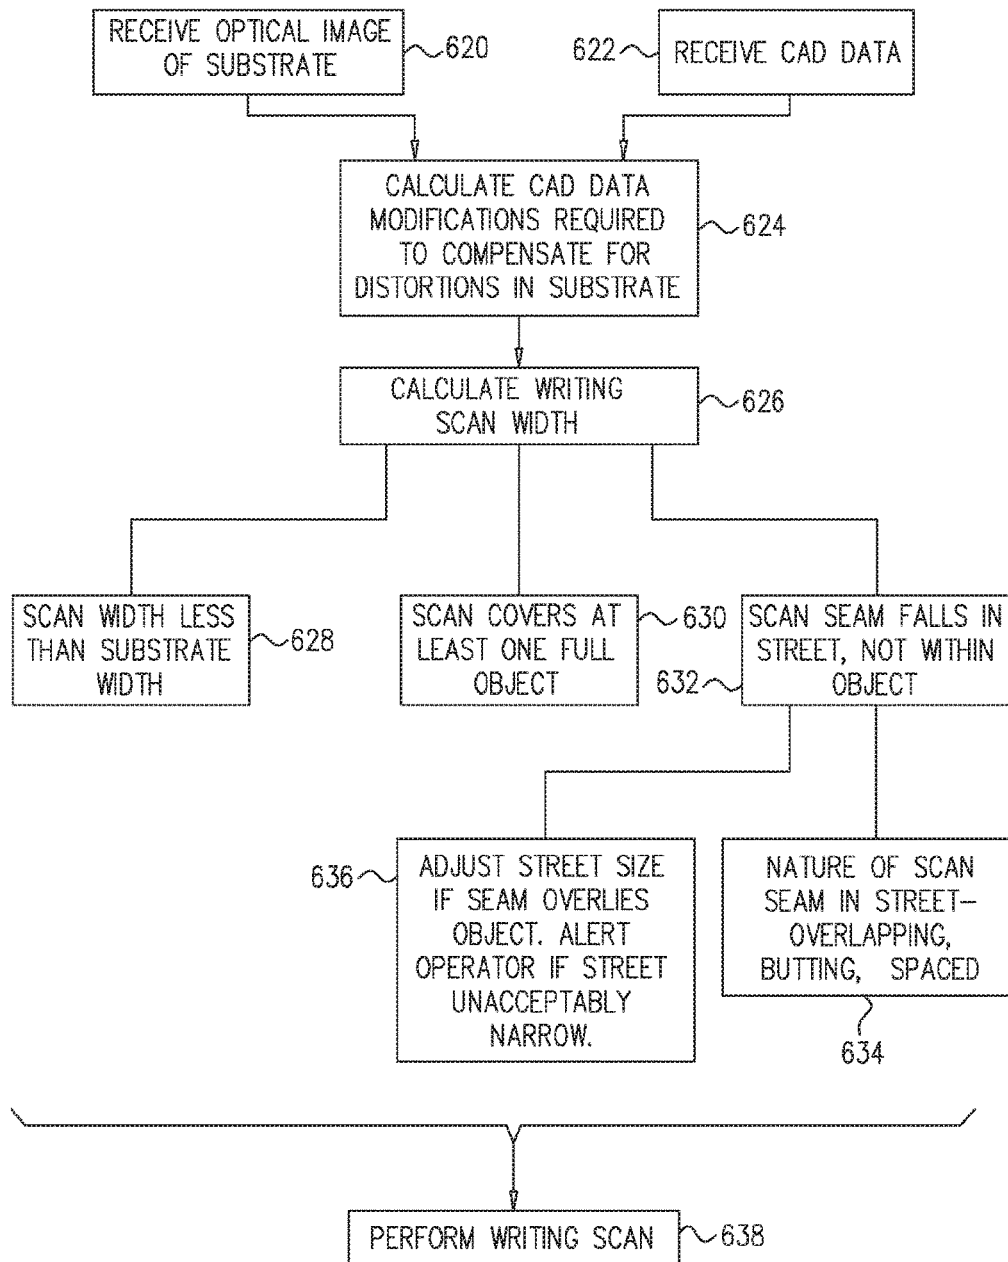 RECEIVE OPTICAL IMAGE
OF SUBSTRATE
620
622
RECEIVE CAD DATA
CALCULATE CAD DATA
MODIFICATIONS REQUIRED
TO COMPENSATE FOR
DISTORTIONS IN SUBSTRATE
624
CALCULATE WRITING
SCAN WIDTH
626
SCAN WIDTH LESS
THAN SUBSTRATE
WIDTH
628
SCAN COVERS AT
LEAST ONE FULL
OBJECT
630
SCAN SEAM FALLS IN
STREET, NOT WITHIN
OBJECT
632
636
ADJUST STREET SIZE
IF SEAM OVERLIES
OBJECT. ALERT
OPERATOR IF STREET
UNACCEPTABLY
NARROW.
NATURE OF SCAN
SEAM IN STREET—
OVERLAPPING,
BUTTING, SPACED
634
PERFORM WRITING SCAN
638